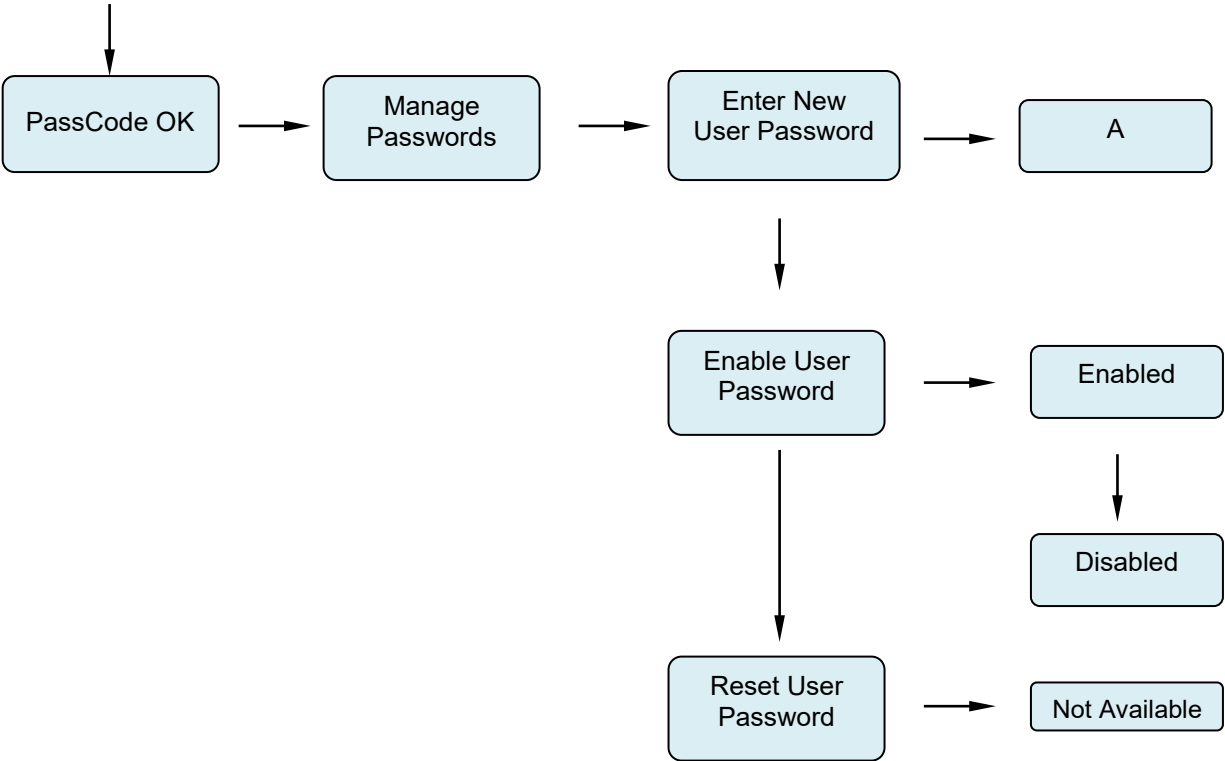 PassCode OK
Manage
Passwords
Enter New
User Password
A
Enable User
Password
Enabled
Disabled
Reset User
Password
Not Available